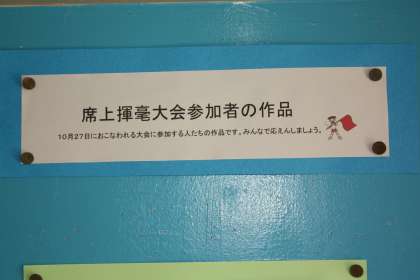 席上揮毫大会参加者の作品
10月27日におこなわれる大会に参加する人たちの作品です。みんなで応えんしましょう。